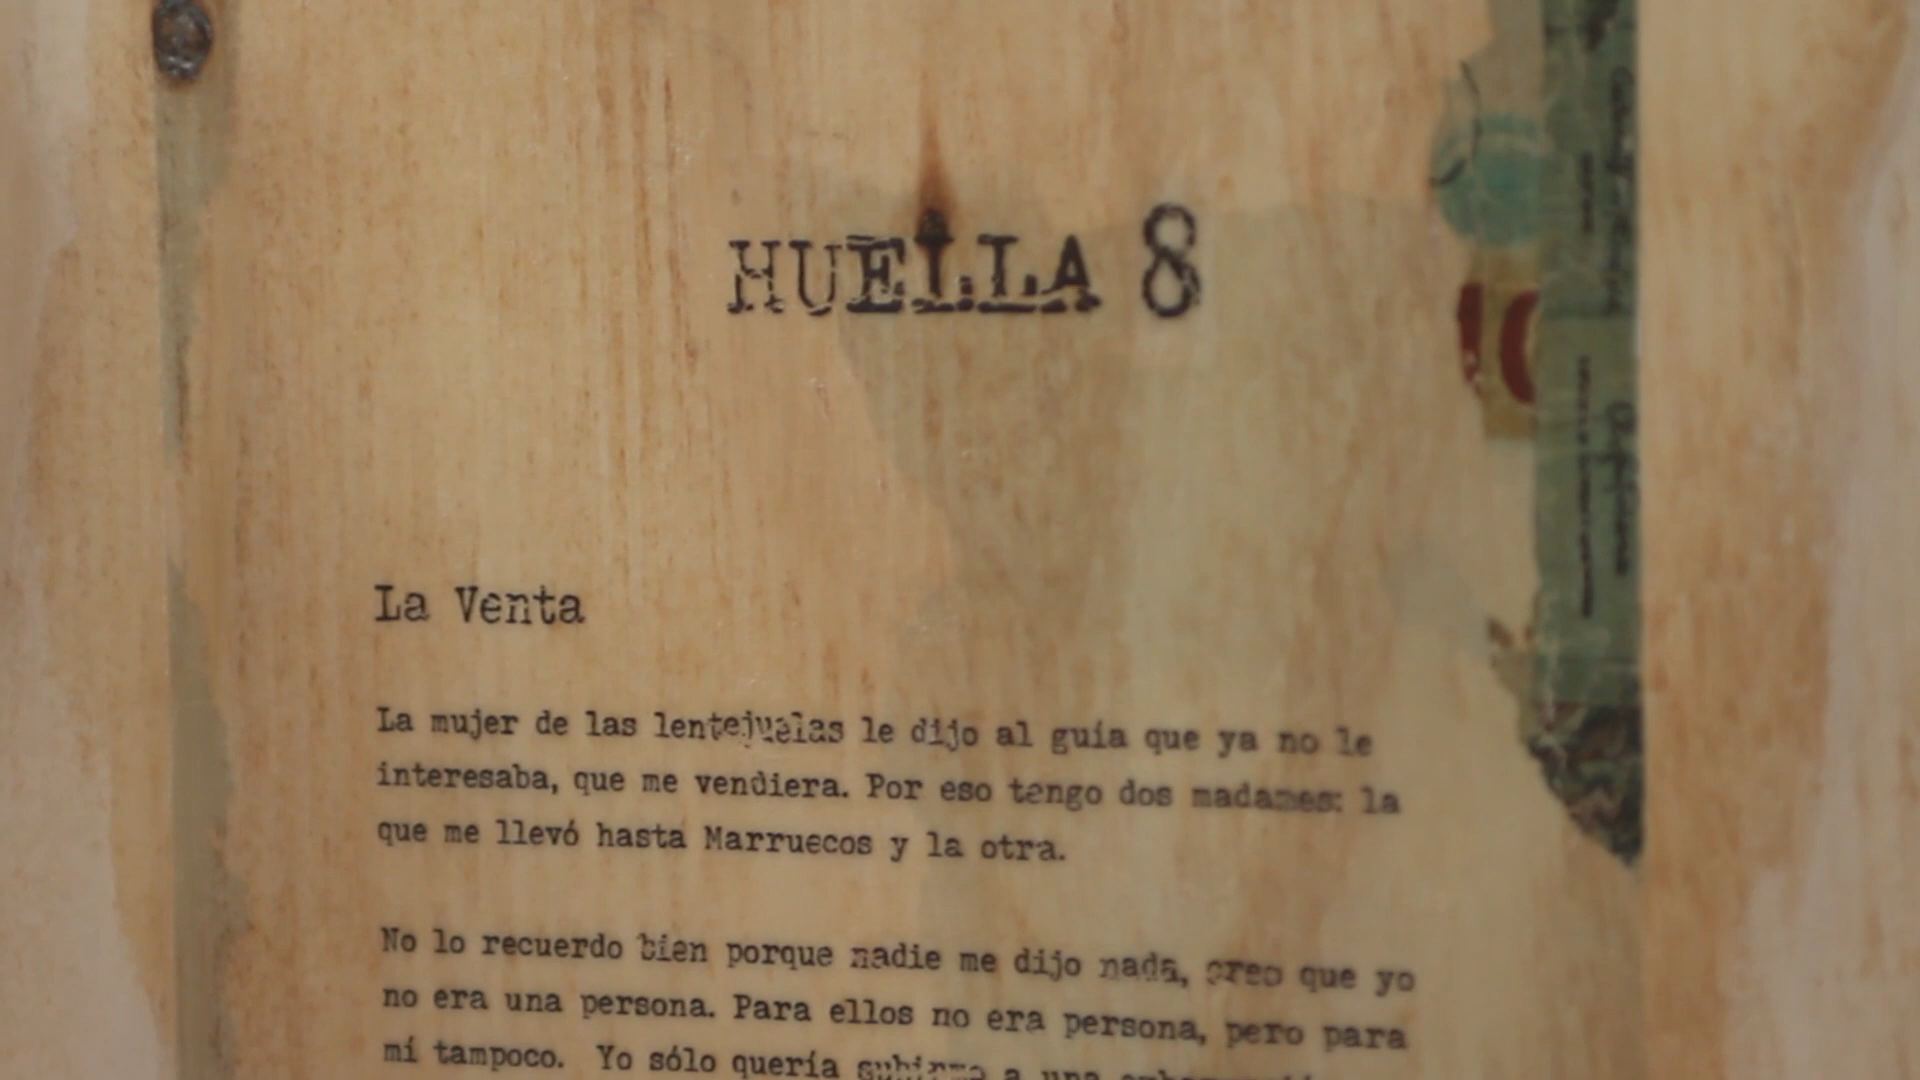 HUELLA 8
10
La Venta
La mujer de las lentejuelas le dijo al guía que ya no le
interesaba, que me vendiera. Por eso tengo dos madames: la
que me llevó hasta Marruecos y la otra.
No lo recuerdo bien porque nadie me dijo nada, creo que yo
no era una persona. Para ellos no era persona, pero para
mí tampoco. Yo sólo quería subirme a una